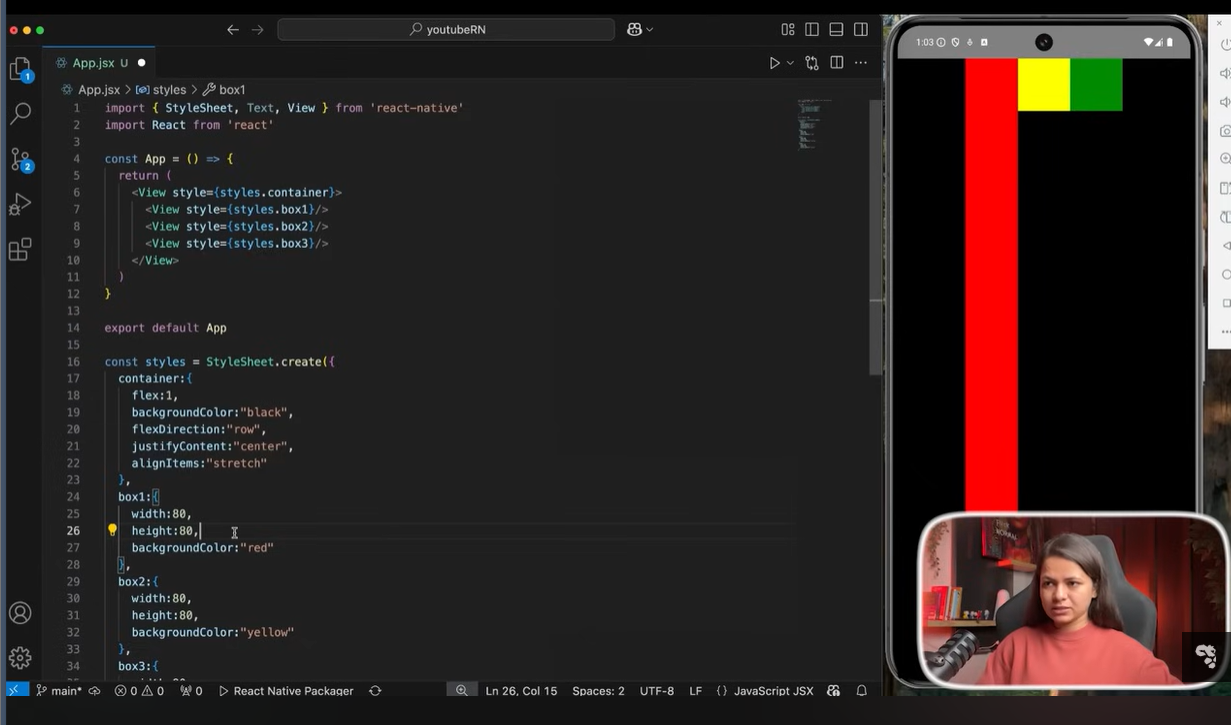 youtubeRN
App.jsx U
App.jsx > styles > box1
1 import { StyleSheet, Text, View } from 'react-native'
2 import React from 'react'
3
4 const App = () => {
5 return (
6 <View style={styles.container}>
7 <View style={styles.box1}/>
8 <View style={styles.box2}/>
9 <View style={styles.box3}/>
10 </View>
11 )
12 }
13
14 export default App
15
16 const styles = StyleSheet.create({
17 container:{
18 flex:1,
19 backgroundColor:"black",
20 flexDirection:"row",
21 justifyContent:"center",
22 alignItems:"stretch"
23 },
24 box1:{
25 width:80,
26 height:80,
27 backgroundColor:"red"
28 },
29 box2:{
30 width:80,
31 height:80,
32 backgroundColor:"yellow"
33 },
34 box3:{
main* 0 0 0 React Native Packager Ln 26, Col 15 Spaces: 2 UTF-8 LF {} JavaScript JSX
1
2
1:03